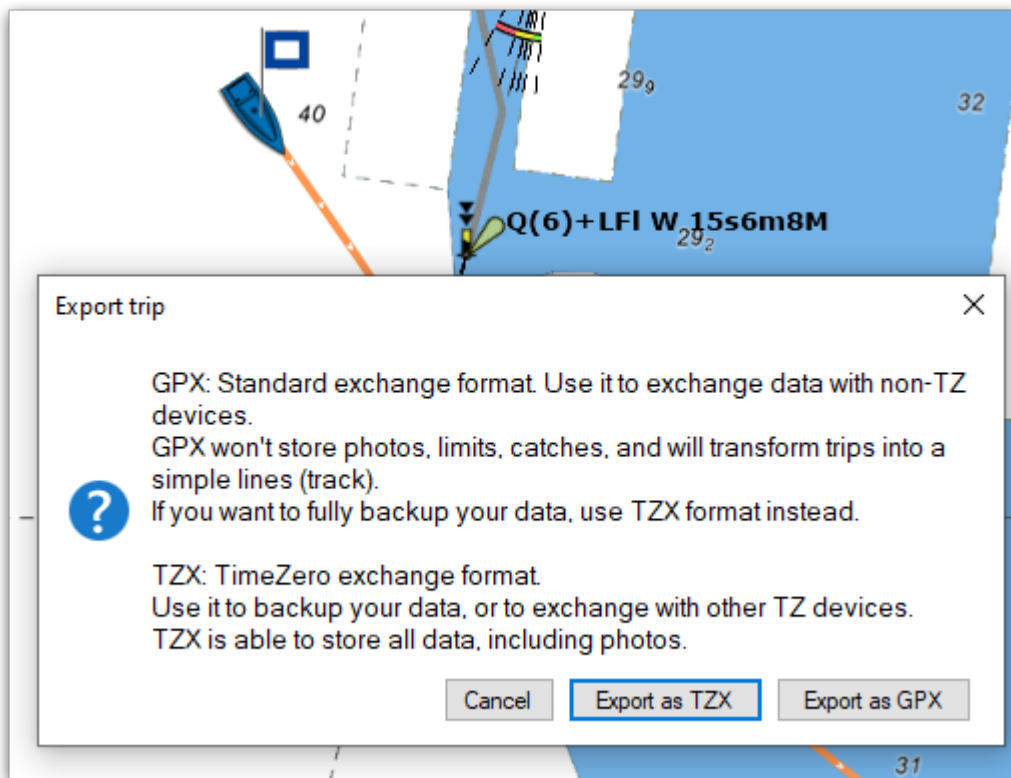 40
29₉
32
Q(6)+LFl W 15s6m8M
29₂
Export trip
GPX: Standard exchange format. Use it to exchange data with non-TZ
devices.
GPX won't store photos, limits, catches, and will transform trips into a
simple lines (track).
If you want to fully backup your data, use TZX format instead.
TZX: TimeZero exchange format.
Use it to backup your data, or to exchange with other TZ devices.
TZX is able to store all data, including photos.
Cancel
Export as TZX
Export as GPX
31